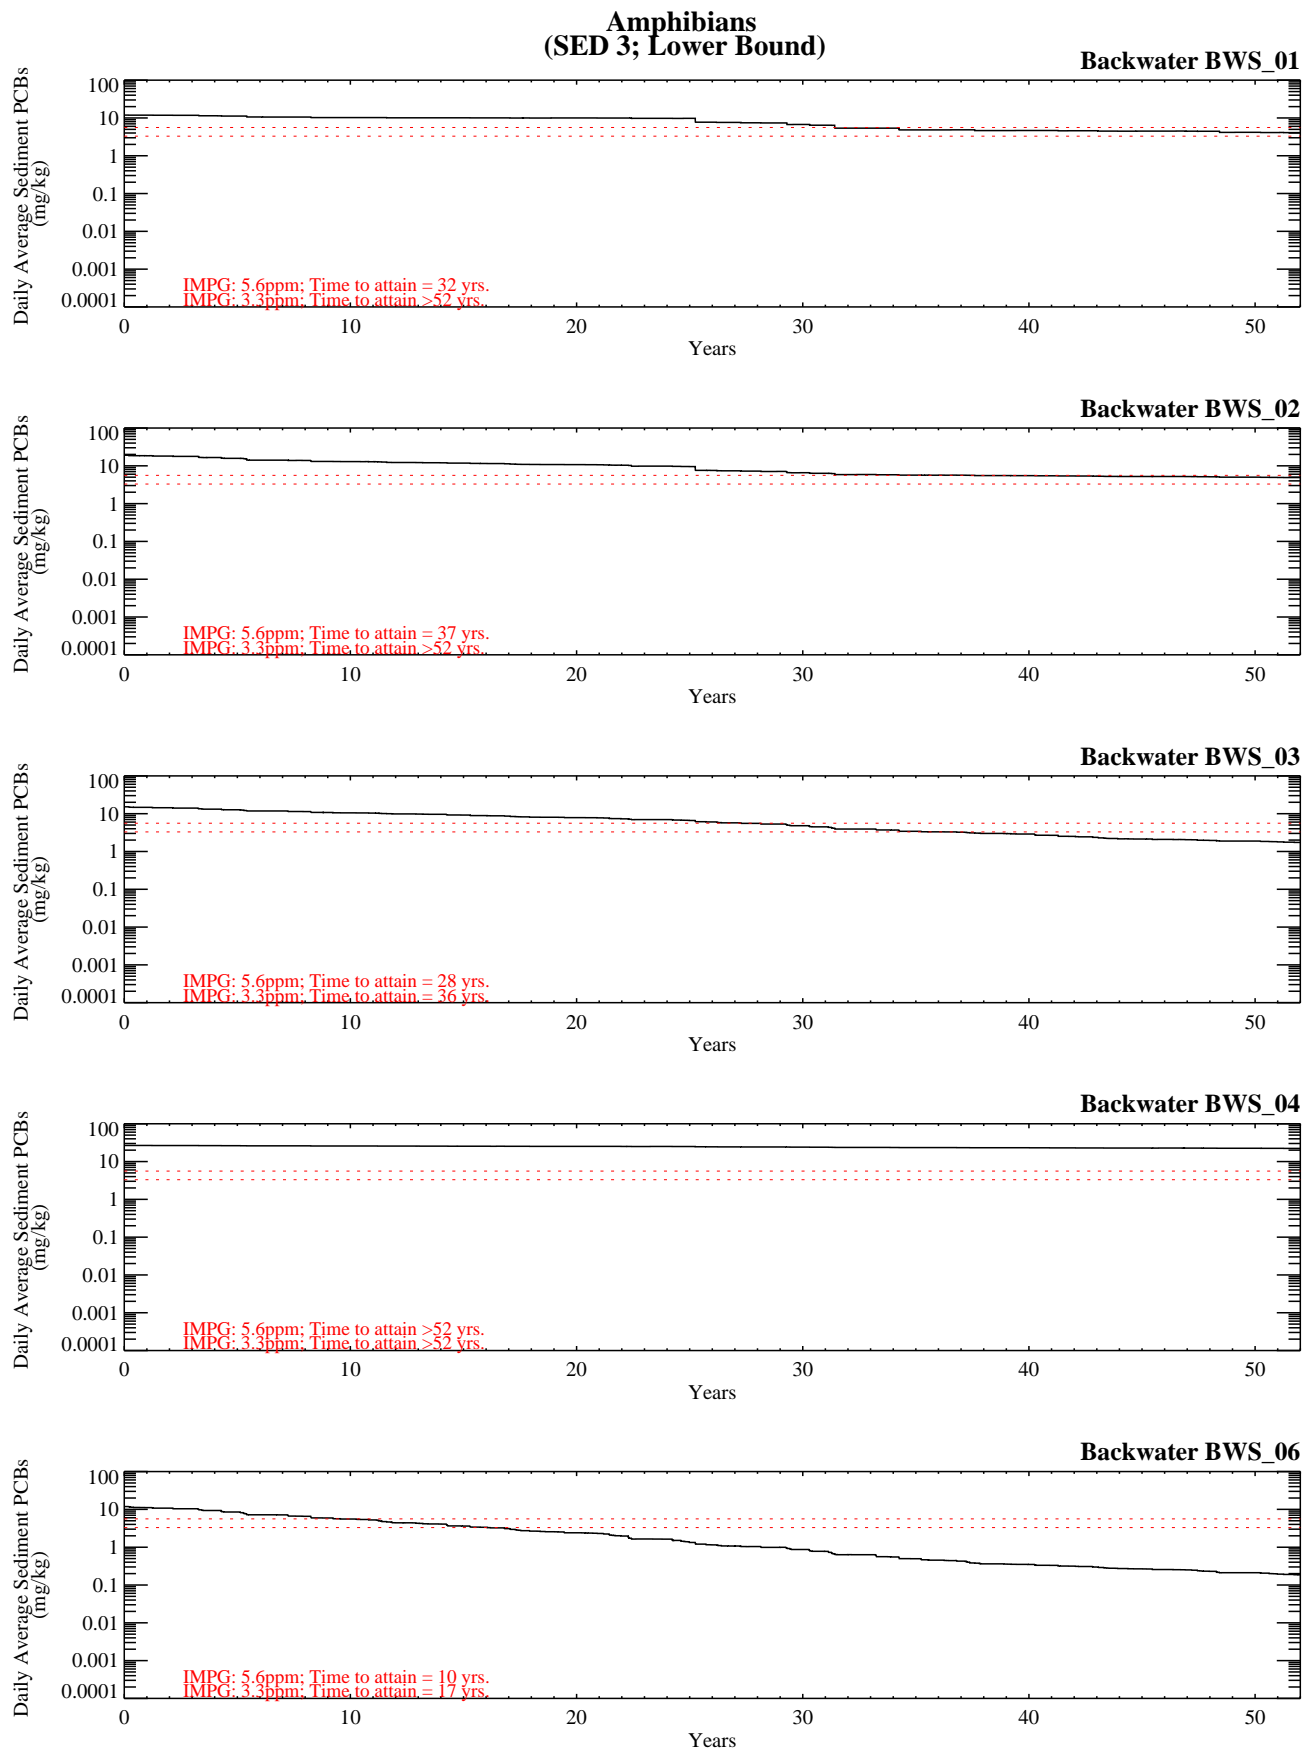 Amphibians
(SED 3; Lower Bound)
Backwater BWS_01
Daily Average Sediment PCBs
(mg/kg)
100
10
1
0.1
0.01
0.001
0.0001
IMPG: 5.6ppm; Time to attain = 32 yrs.
IMPG: 3.3ppm; Time to attain >52 yrs.
0 10 20 30 40 50
Years
Backwater BWS_02
Daily Average Sediment PCBs
(mg/kg)
100
10
1
0.1
0.01
0.001
0.0001
IMPG: 5.6ppm; Time to attain = 37 yrs.
IMPG: 3.3ppm; Time to attain >52 yrs.
0 10 20 30 40 50
Years
Backwater BWS_03
Daily Average Sediment PCBs
(mg/kg)
100
10
1
0.1
0.01
0.001
0.0001
IMPG: 5.6ppm; Time to attain = 28 yrs.
IMPG: 3.3ppm; Time to attain = 36 yrs.
0 10 20 30 40 50
Years
Backwater BWS_04
Daily Average Sediment PCBs
(mg/kg)
100
10
1
0.1
0.01
0.001
0.0001
IMPG: 5.6ppm; Time to attain >52 yrs.
IMPG: 3.3ppm; Time to attain >52 yrs.
0 10 20 30 40 50
Years
Backwater BWS_06
Daily Average Sediment PCBs
(mg/kg)
100
10
1
0.1
0.01
0.001
0.0001
IMPG: 5.6ppm; Time to attain = 10 yrs.
IMPG: 3.3ppm; Time to attain = 17 yrs.
0 10 20 30 40 50
Years